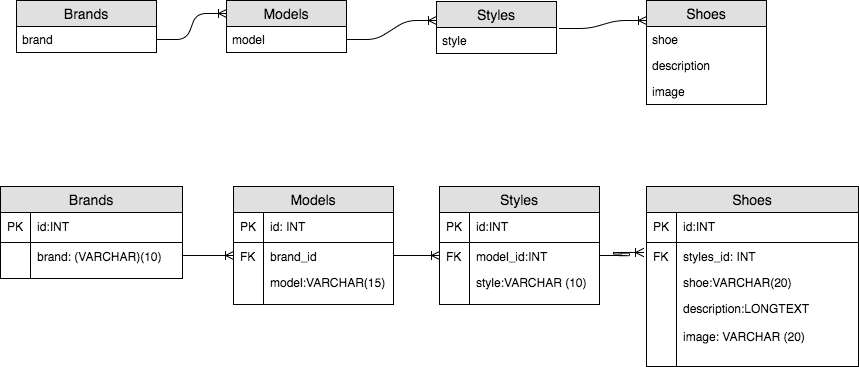 Brands
brand
Models
model
Styles
style
Shoes
shoe
description
image
Brands
PK id:INT
brand: (VARCHAR)(10)
Models
PK id: INT
FK brand_id
model:VARCHAR(15)
Styles
PK id:INT
FK model_id:INT
style:VARCHAR (10)
Shoes
PK id:INT
FK styles_id: INT
shoe:VARCHAR(20)
description:LONGTEXT
image: VARCHAR (20)